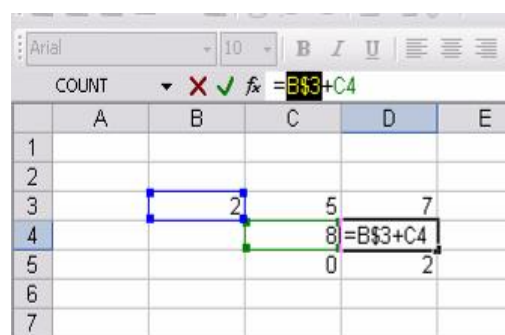 Arial 10 B I U
COUNT fx =B$3+C4
A B C D E
1
2
3 2 5 7
4 8 =B$3+C4
5 0 2
6
7